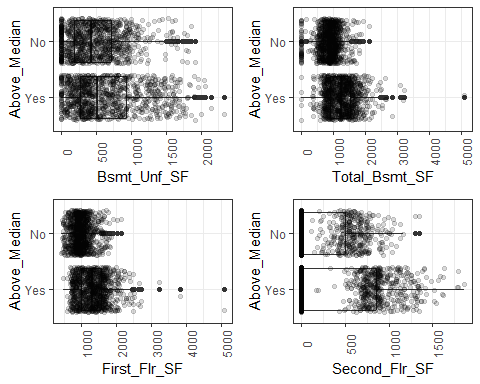 Above_Median
No
Yes
0
500
1000
1500
2000
Bsmt_Unf_SF
Above_Median
No
Yes
0
1000
2000
3000
4000
5000
Total_Bsmt_SF
Above_Median
No
Yes
1000
2000
3000
4000
5000
First_Flr_SF
Above_Median
No
Yes
0
500
1000
1500
Second_Flr_SF